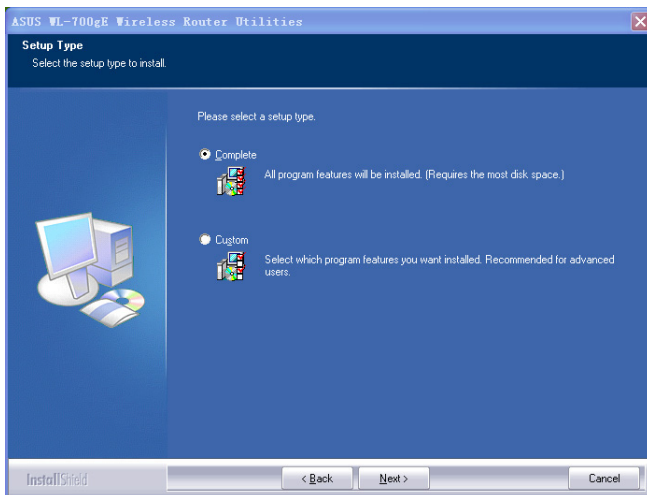 ASUS WL-700gE Wireless Router Utilities
Setup Type
Select the setup type to install.
Please select a setup type.
Complete
All program features will be installed. (Requires the most disk space.)
Custom
Select which program features you want installed. Recommended for advanced
users.
InstallShield
< Back
Next >
Cancel